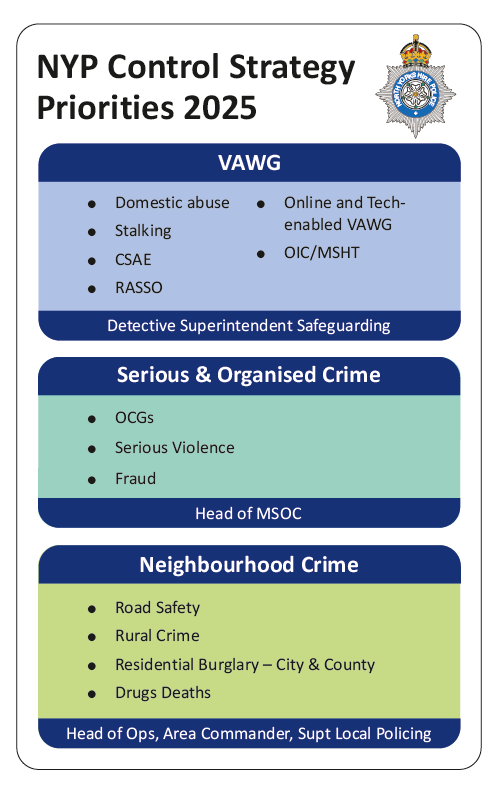 NYP Control Strategy
Priorities 2025
NORTH YORKSHIRE POLICE
VAWG
● Domestic abuse
● Stalking
● CSAE
● RASSO
● Online and Tech-
enabled VAWG
● OIC/MSHT
Detective Superintendent Safeguarding
Serious & Organised Crime
● OCGs
● Serious Violence
● Fraud
Head of MSOC
Neighbourhood Crime
● Road Safety
● Rural Crime
● Residential Burglary – City & County
● Drugs Deaths
Head of Ops, Area Commander, Supt Local Policing